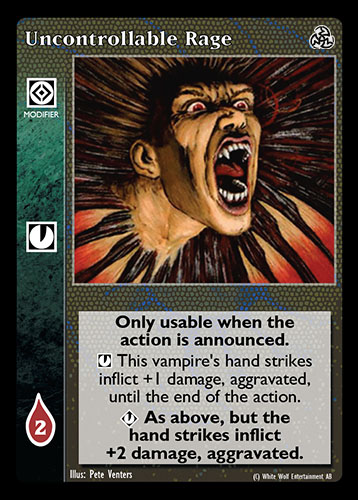 Uncontrollable Rage
MODIFIER
Only usable when the
action is announced.
This vampire's hand strikes
inflict +1 damage, aggravated,
until the end of the action.
As above, but the
hand strikes inflict
+2 damage, aggravated.
2
Illus: Pete Venters
(C) White Wolf Entertainment AB